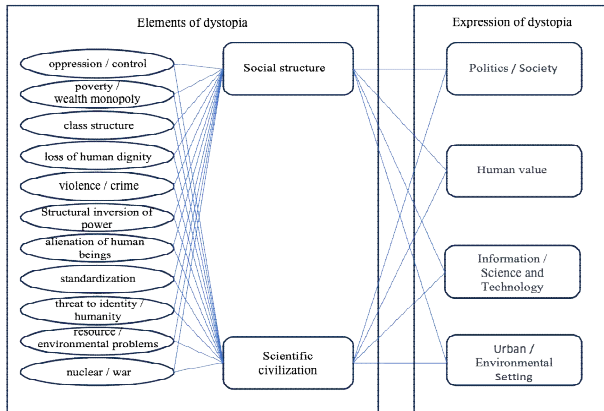 Elements of dystopia
Expression of dystopia
oppression / control
poverty /
wealth monopoly
class structure
loss of human dignity
violence / crime
Structural inversion of
power
alienation of human
beings
standardization
threat to identity /
humanity
resource /
environmental problems
nuclear / war
Social structure
Scientific
civilization
Politics / Society
Human value
Information /
Science and
Technology
Urban /
Environmental
Setting